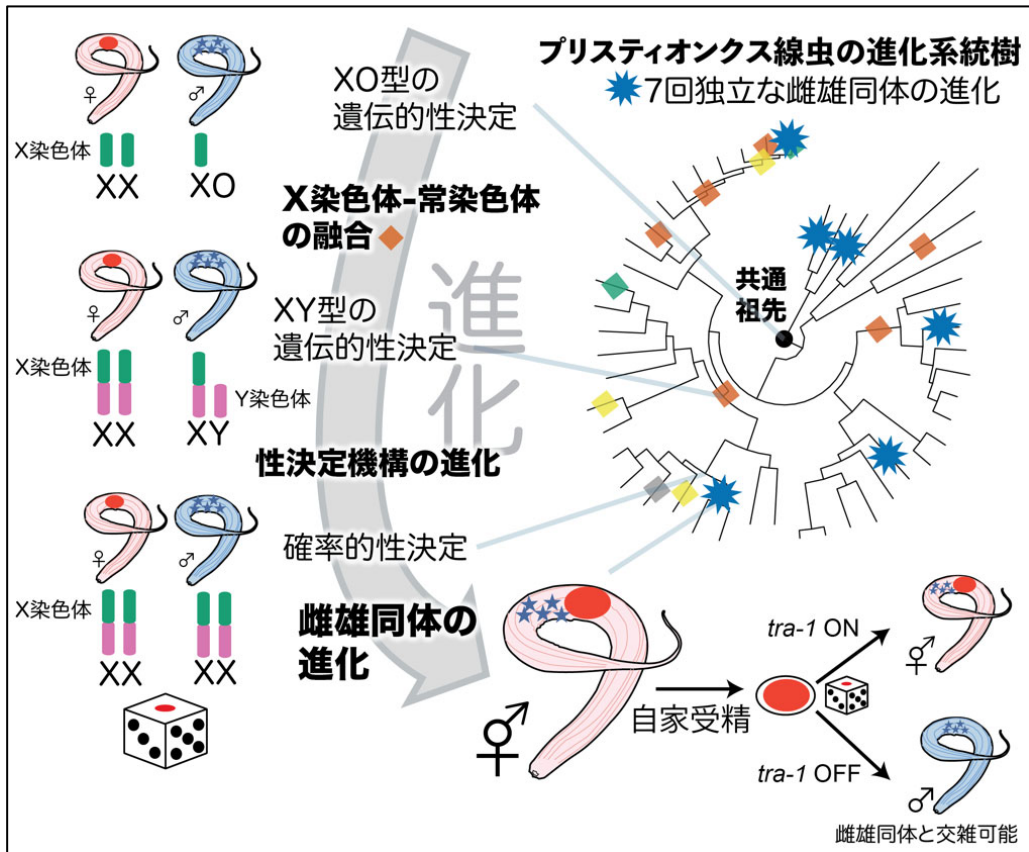 プリスティオンクス線虫の進化系統樹
7回独立な雌雄同体の進化
XO型の
遺伝的性決定
♀
♂
X染色体
XX
XO
X染色体-常染色体
の融合
共通
祖先
進化
♀
♂
XY型の
遺伝的性決定
X染色体
Y染色体
XX
XY
性決定機構の進化
♀
♂
確率的性決定
X染色体
XX
XX
雌雄同体の
進化
⚥
自家受精
tra-1 ON
⚥
tra-1 OFF
♂
雌雄同体と交雑可能